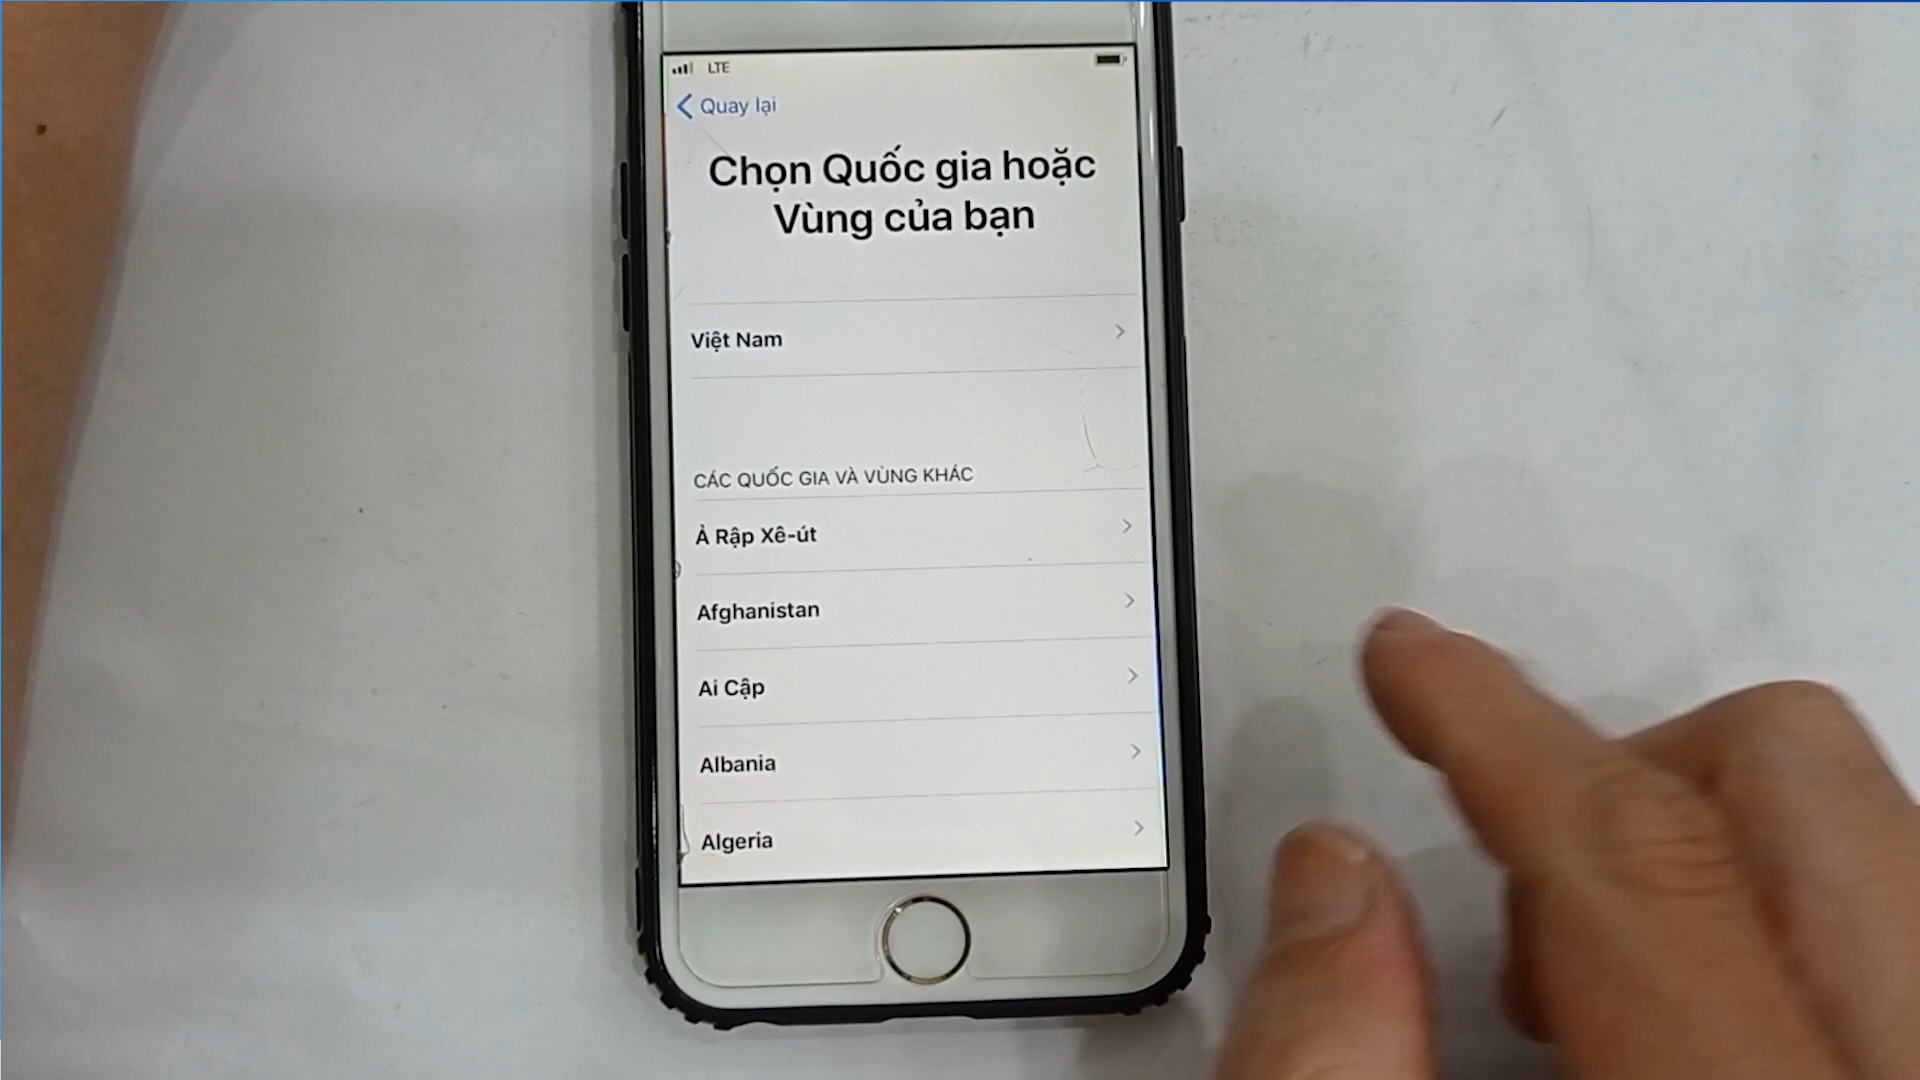 LTE
Quay lại
Chọn Quốc gia hoặc
Vùng của bạn
Việt Nam
CÁC QUỐC GIA VÀ VÙNG KHÁC
Ả Rập Xê-út
Afghanistan
Ai Cập
Albania
Algeria